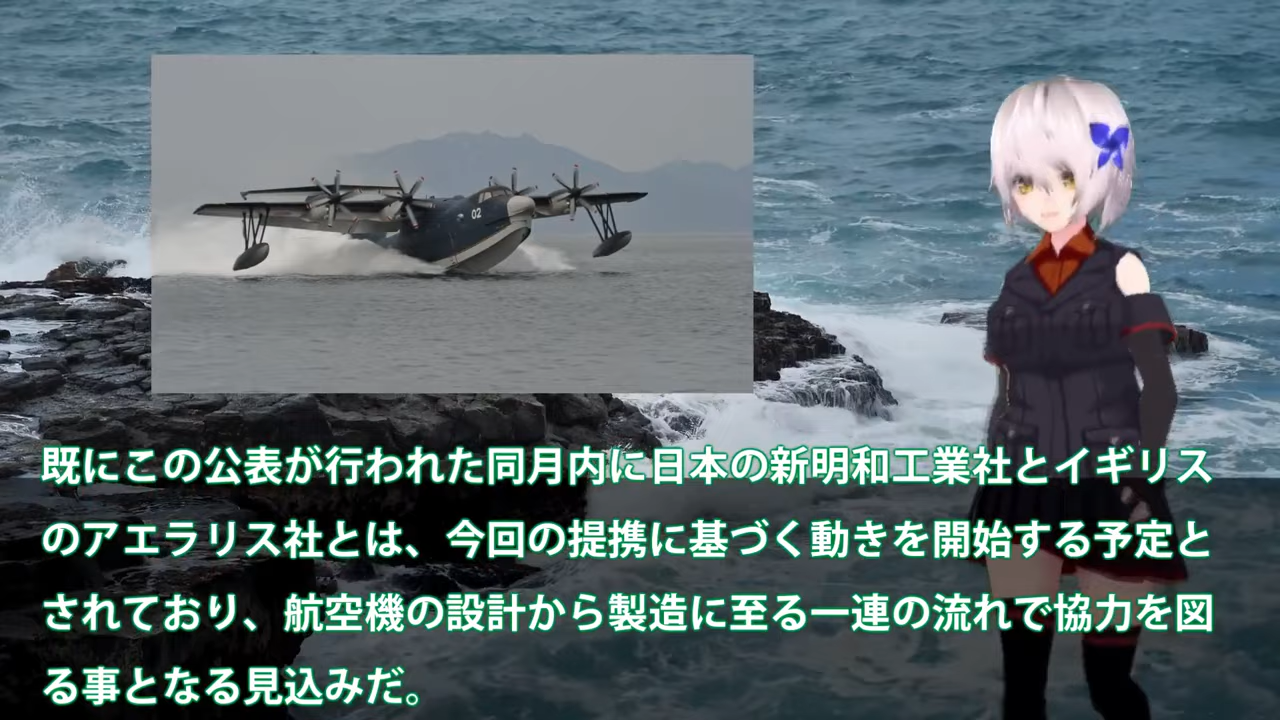 02
既にこの公表が行われた同月内に日本の新明和工業社とイギリス
のアエラリス社とは、今回の提携に基づく動きを開始する予定と
されており、航空機の設計から製造に至る一連の流れで協力を図
る事となる見込みだ。